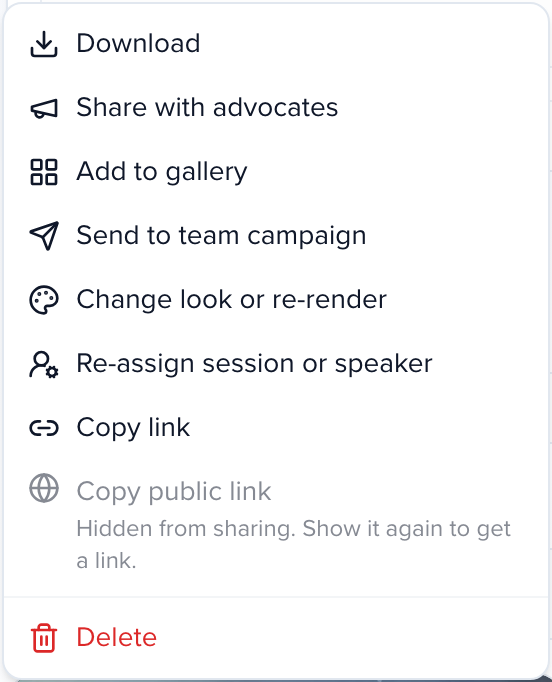 Download
Share with advocates
Add to gallery
Send to team campaign
Change look or re-render
Re-assign session or speaker
Copy link
Copy public link
Hidden from sharing. Show it again to get
a link.
Delete